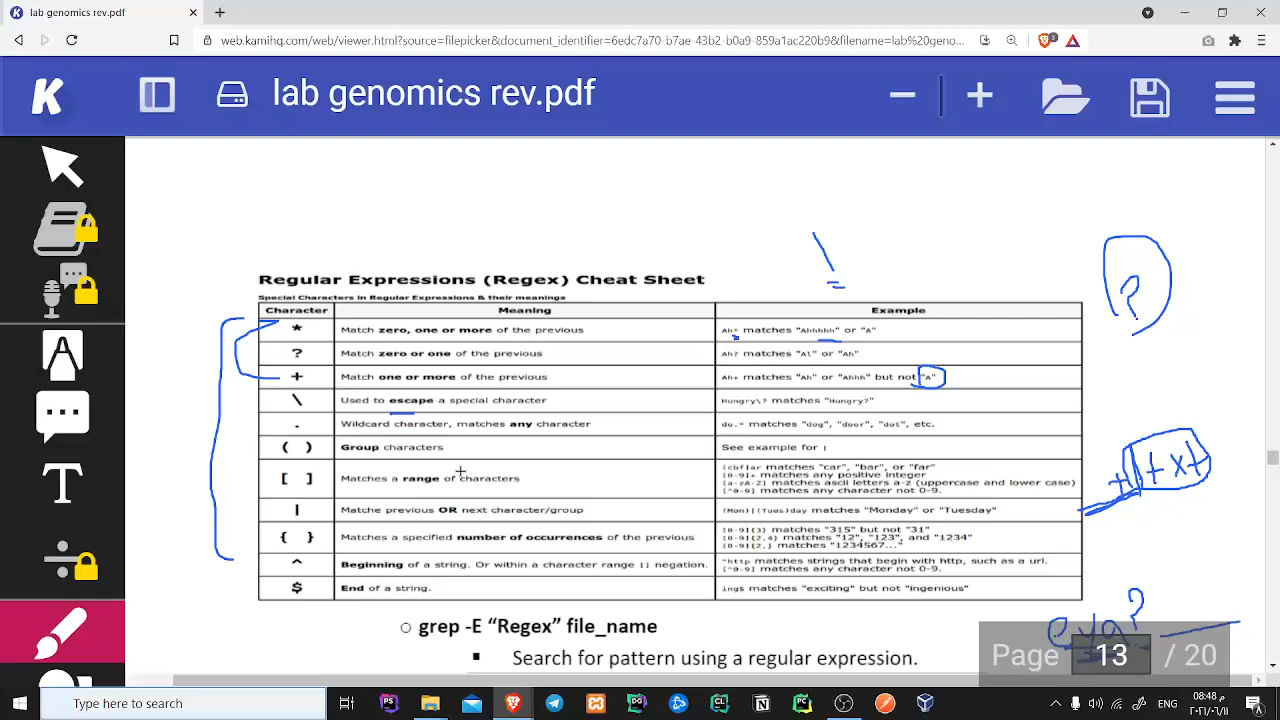 lab genomics rev.pdf
web.kamihq.com/web/viewer.html?source=filepicker&document_identifier=6edc7a70-b7ae-43b2-b0a9-859a1ac220b9&filename=lab%20geno...
lab genomics rev.pdf
?
Regular Expressions (Regex) Cheat Sheet
Special Characters in Regular Expressions & their meanings
Character Meaning Example
* Match zero, one or more of the previous Ah* matches "Ahhhhh" or "A"
? Match zero or one of the previous Ah? matches "Al" or "Ah"
+ Match one or more of the previous Ah+ matches "Ah" or "Ahhh" but not "A"
\ Used to escape a special character Hungry\? matches "Hungry?"
. Wildcard character, matches any character do.* matches "dog", "door", "dot", etc.
( ) Group characters See example for |
[ ] Matches a range of characters [cbf]ar matches "car", "bar", or "far"
[0-9]+ matches any positive integer
[a-zA-Z] matches ascii letters a-z (uppercase and lower case)
[^0-9] matches any character not 0-9.
txt
| Matche previous OR next character/group (Mon)|(Tues)day matches "Monday" or "Tuesday"
{ } Matches a specified number of occurrences of the previous [0-9]{3} matches "315" but not "31"
[0-9]{2,4} matches "12", "123", and "1234"
[0-9]{2,} matches "1234567..."
^ Beginning of a string. Or within a character range [] negation. ^http matches strings that begin with http, such as a url.
[^0-9] matches any character not 0-9.
$ End of a string. ing$ matches "exciting" but not "ingenious"
grep -E “Regex” file_name
Search for pattern using a regular expression.
Page 13 / 20
Type here to search
ENG
08:48